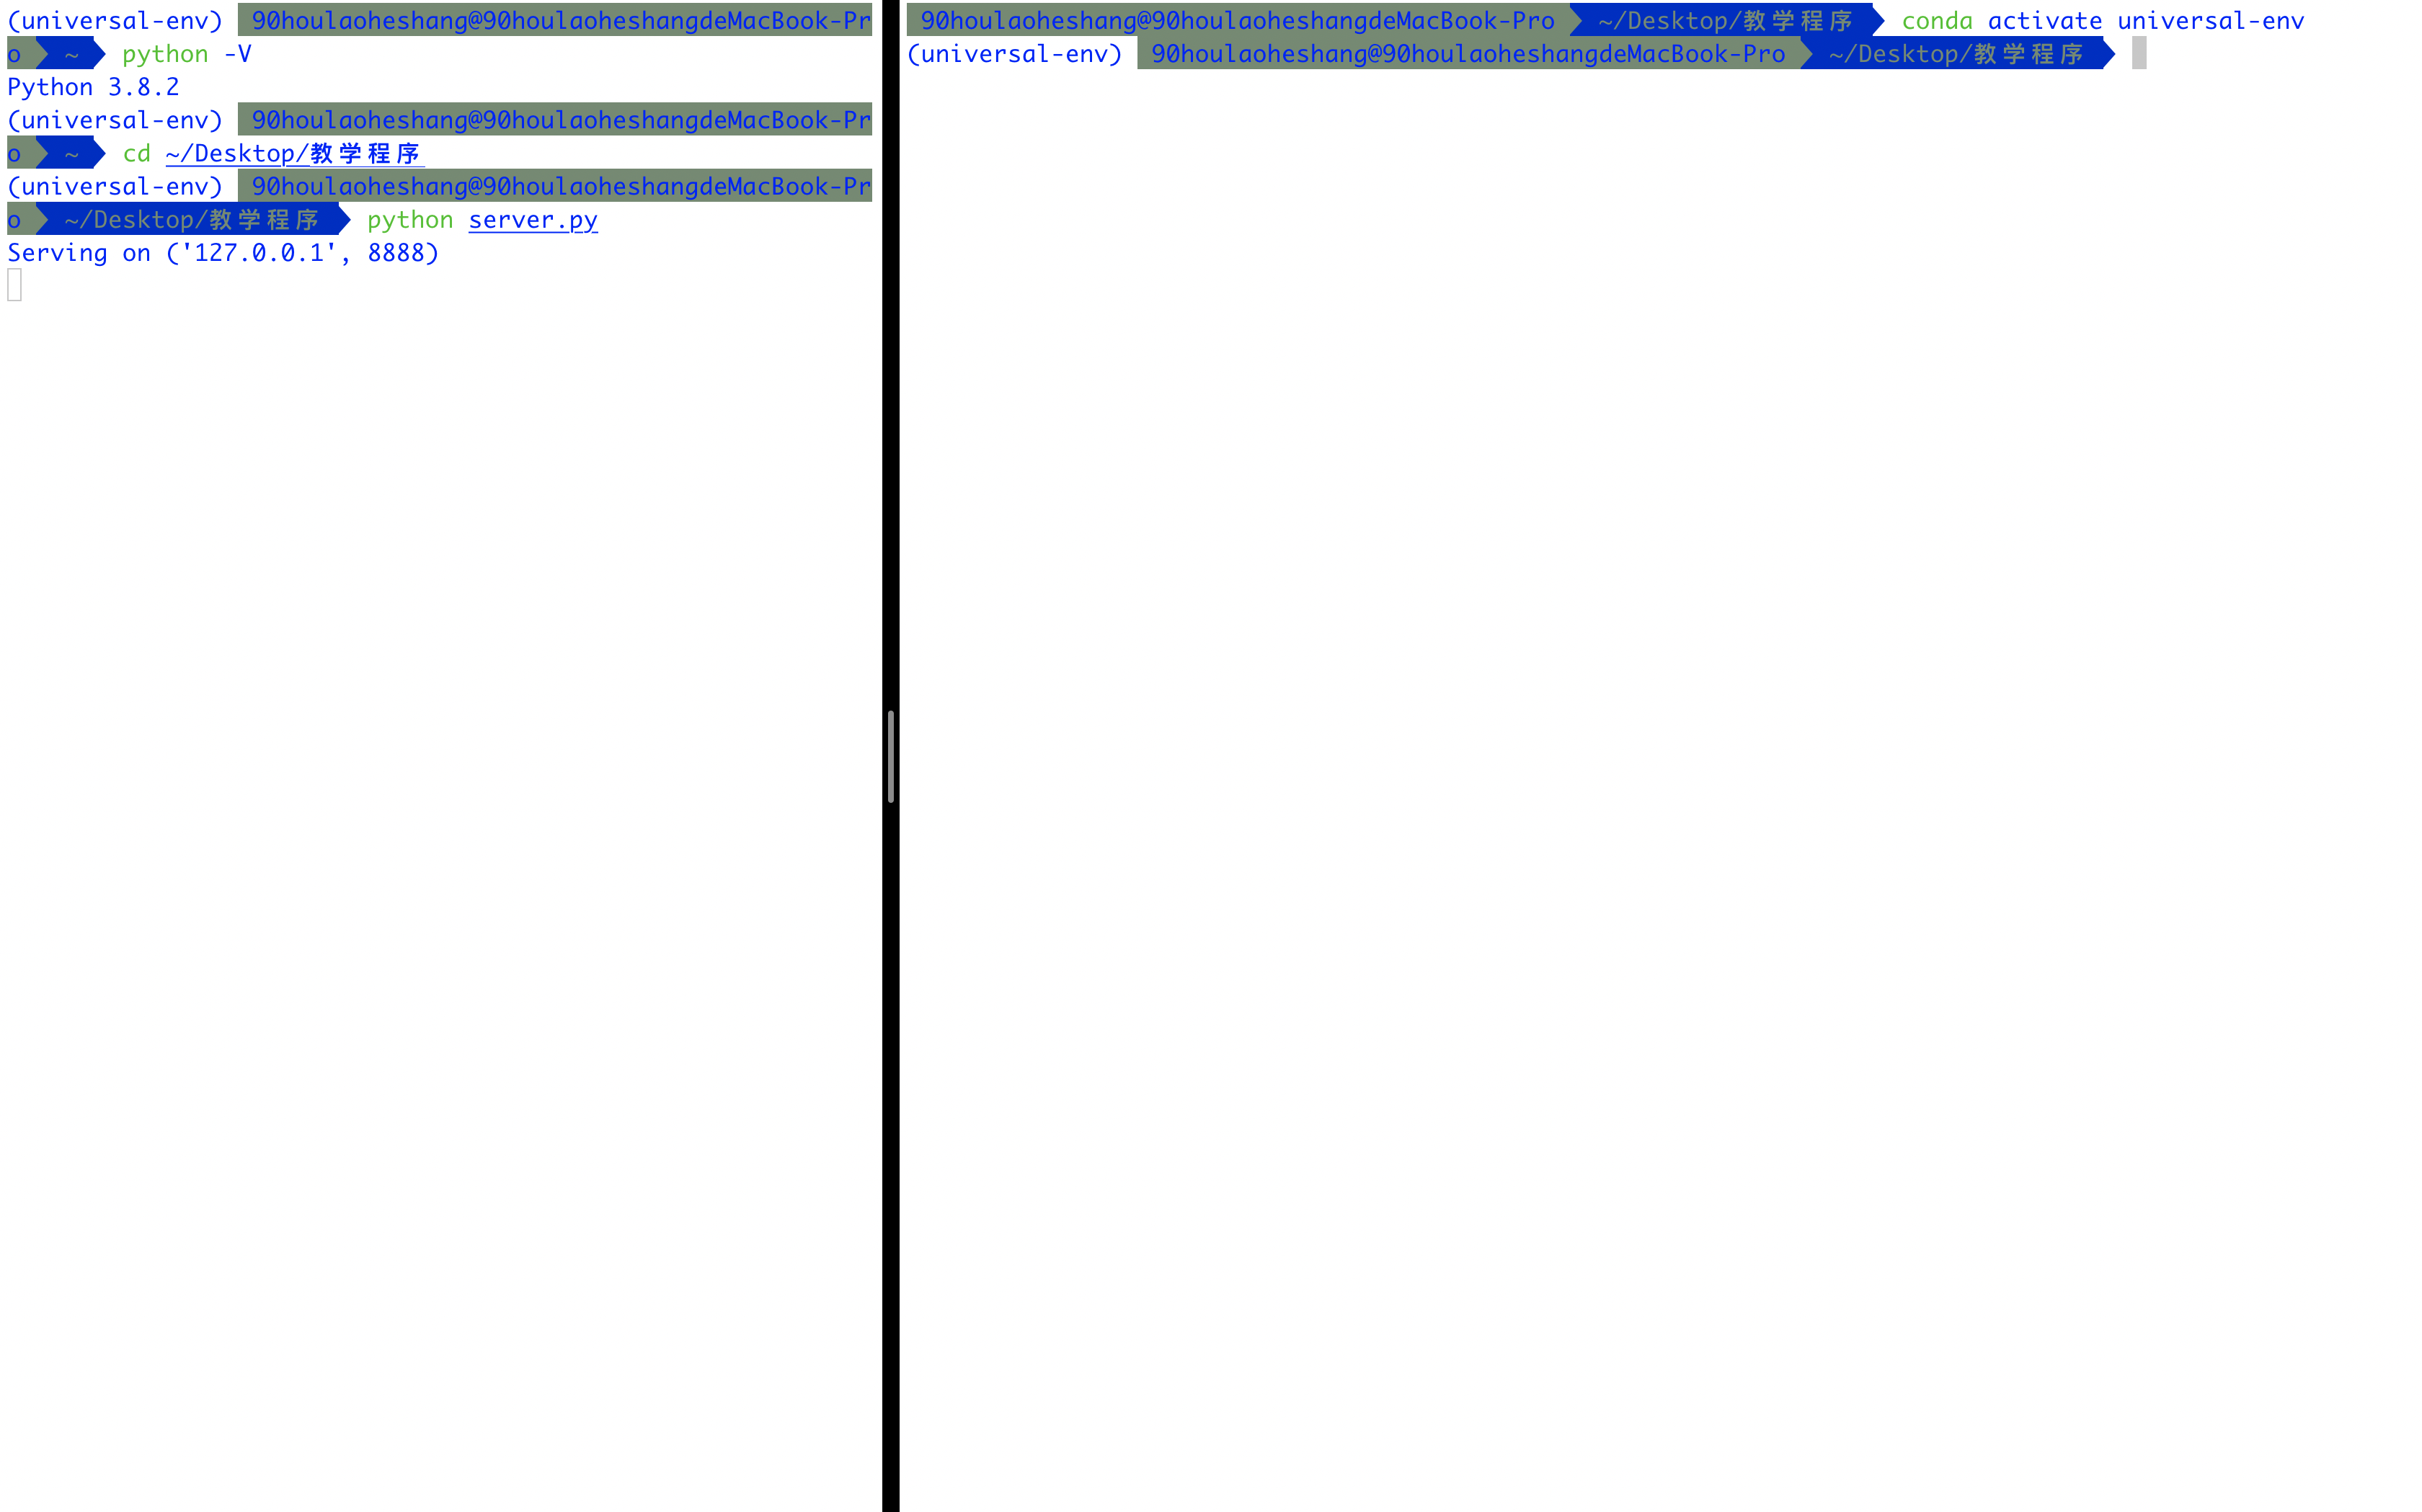 (universal-env) 90houlaoheshang@90houlaoheshangdeMacBook-Pr
o ~ python -V
Python 3.8.2
(universal-env) 90houlaoheshang@90houlaoheshangdeMacBook-Pr
o ~ cd ~/Desktop/教学程序
(universal-env) 90houlaoheshang@90houlaoheshangdeMacBook-Pr
o ~/Desktop/教学程序 python server.py
Serving on ('127.0.0.1', 8888)
90houlaoheshang@90houlaoheshangdeMacBook-Pro ~/Desktop/教学程序 conda activate universal-env
(universal-env) 90houlaoheshang@90houlaoheshangdeMacBook-Pro ~/Desktop/教学程序